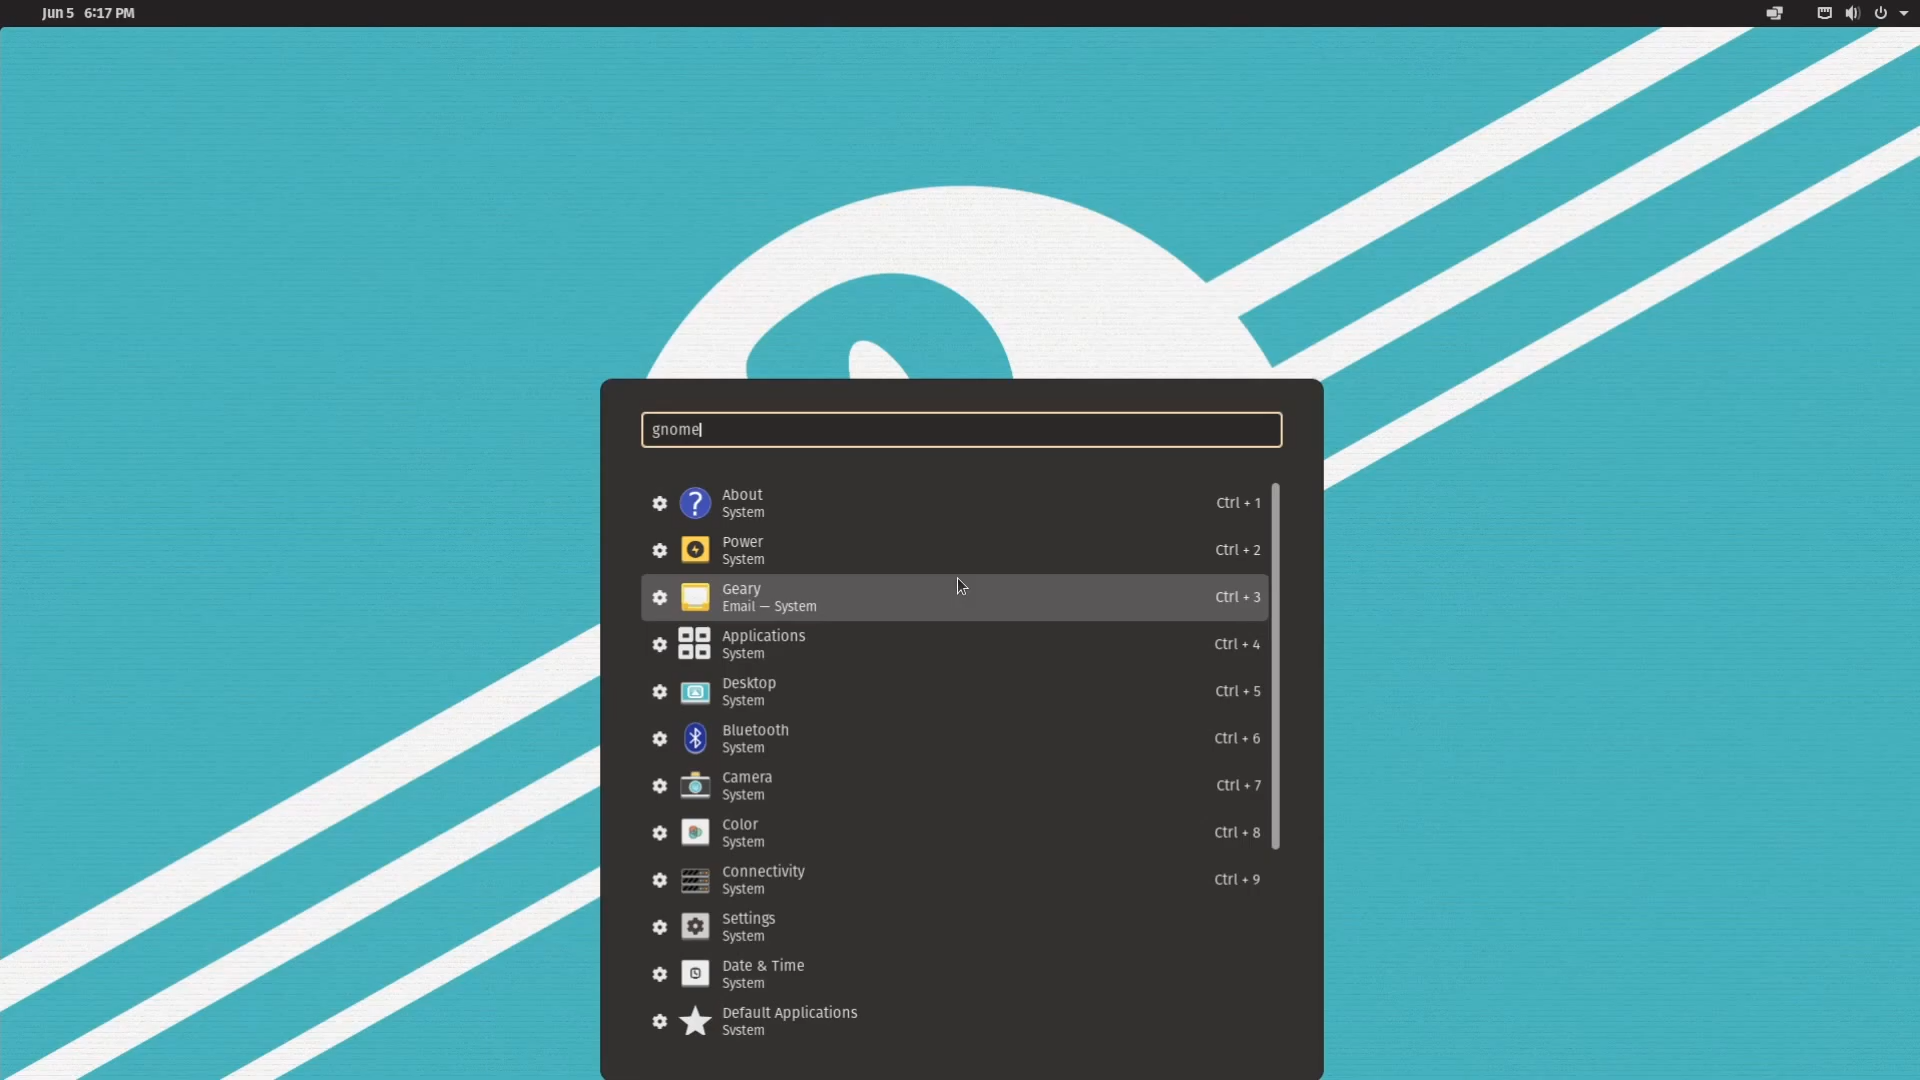 Jun 5 6:17 PM
gnome
About
System
Ctrl + 1
Power
System
Ctrl + 2
Geary
Email — System
Ctrl + 3
Applications
System
Ctrl + 4
Desktop
System
Ctrl + 5
Bluetooth
System
Ctrl + 6
Camera
System
Ctrl + 7
Color
System
Ctrl + 8
Connectivity
System
Ctrl + 9
Settings
System
Date & Time
System
Default Applications
System